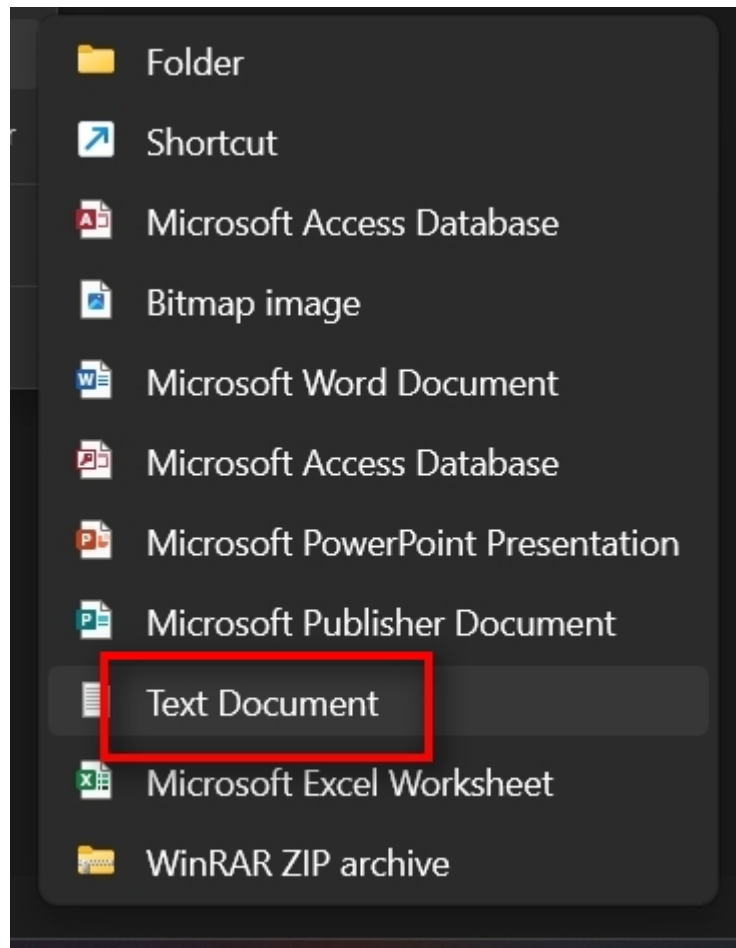 Folder
Shortcut
Microsoft Access Database
Bitmap image
Microsoft Word Document
Microsoft Access Database
Microsoft PowerPoint Presentation
Microsoft Publisher Document
Text Document
Microsoft Excel Worksheet
WinRAR ZIP archive